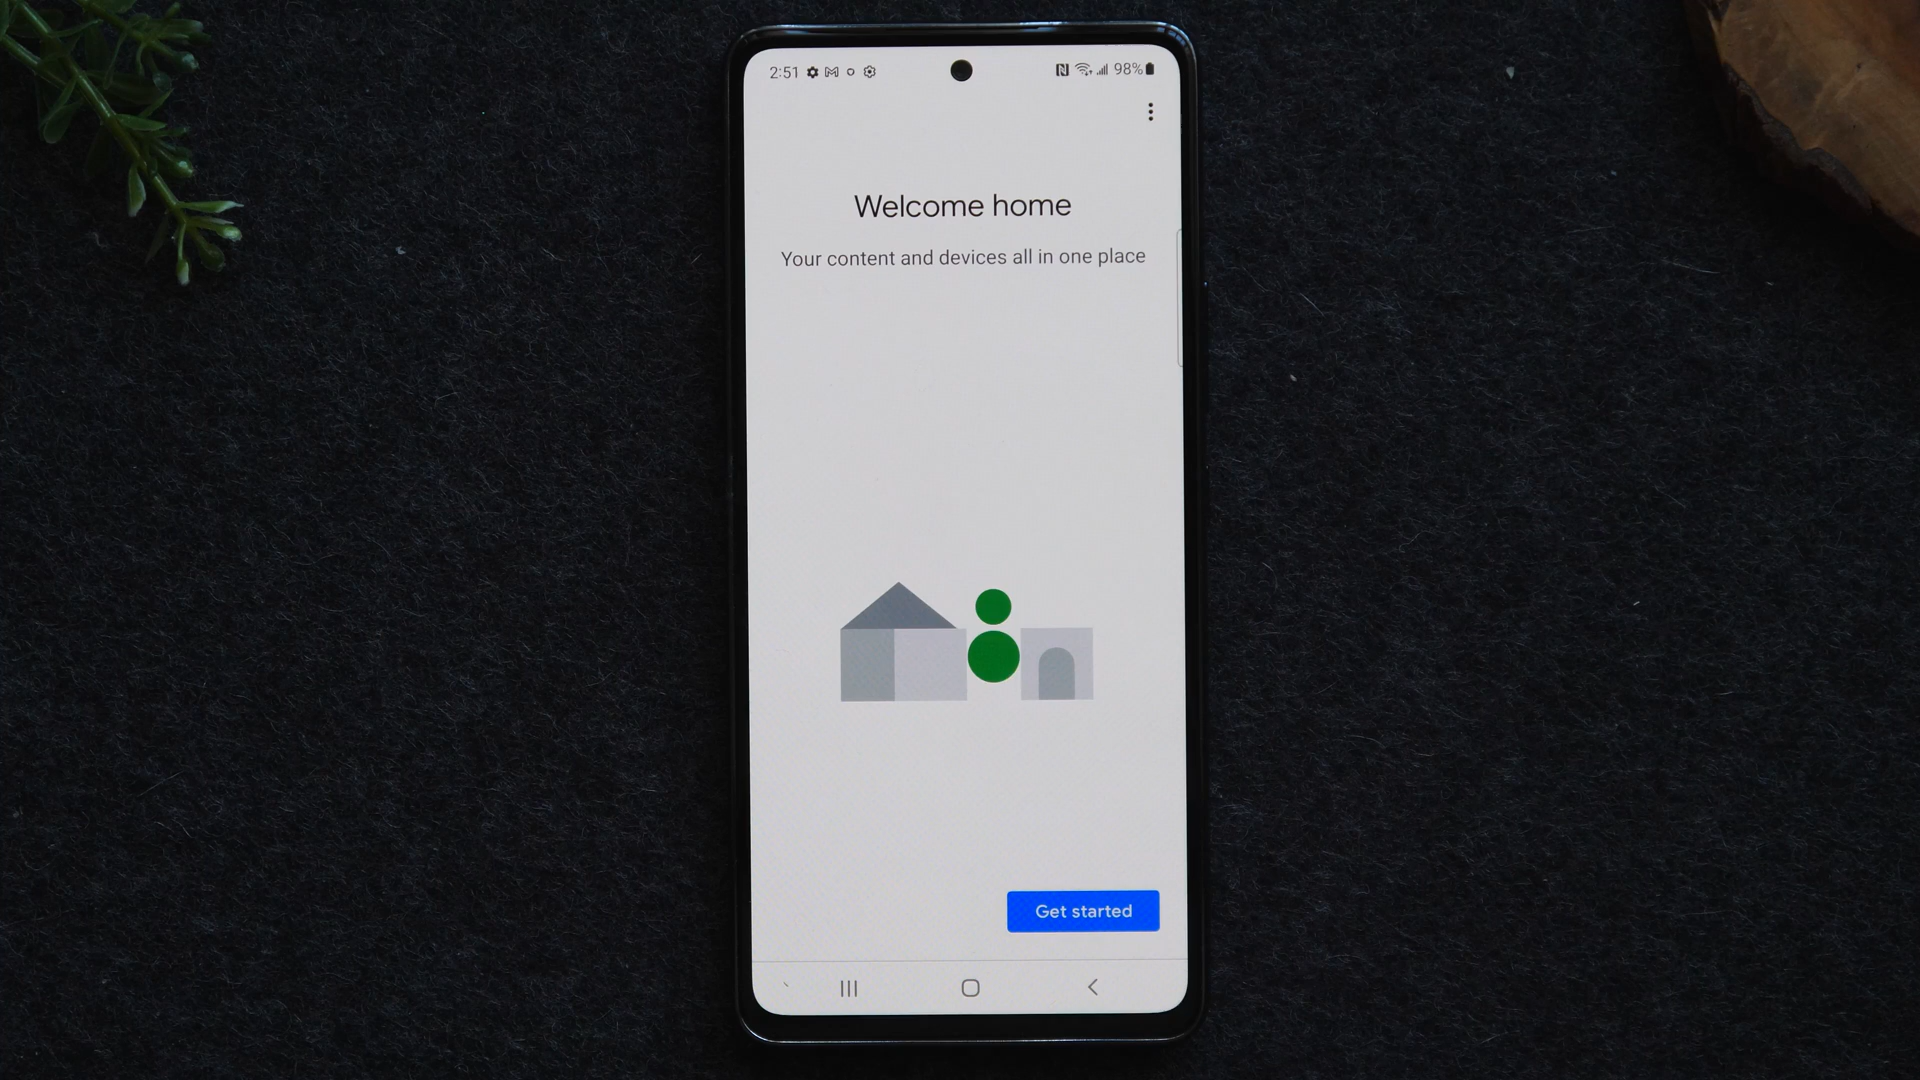 2:51 98%
Welcome home
Your content and devices all in one place
Get started